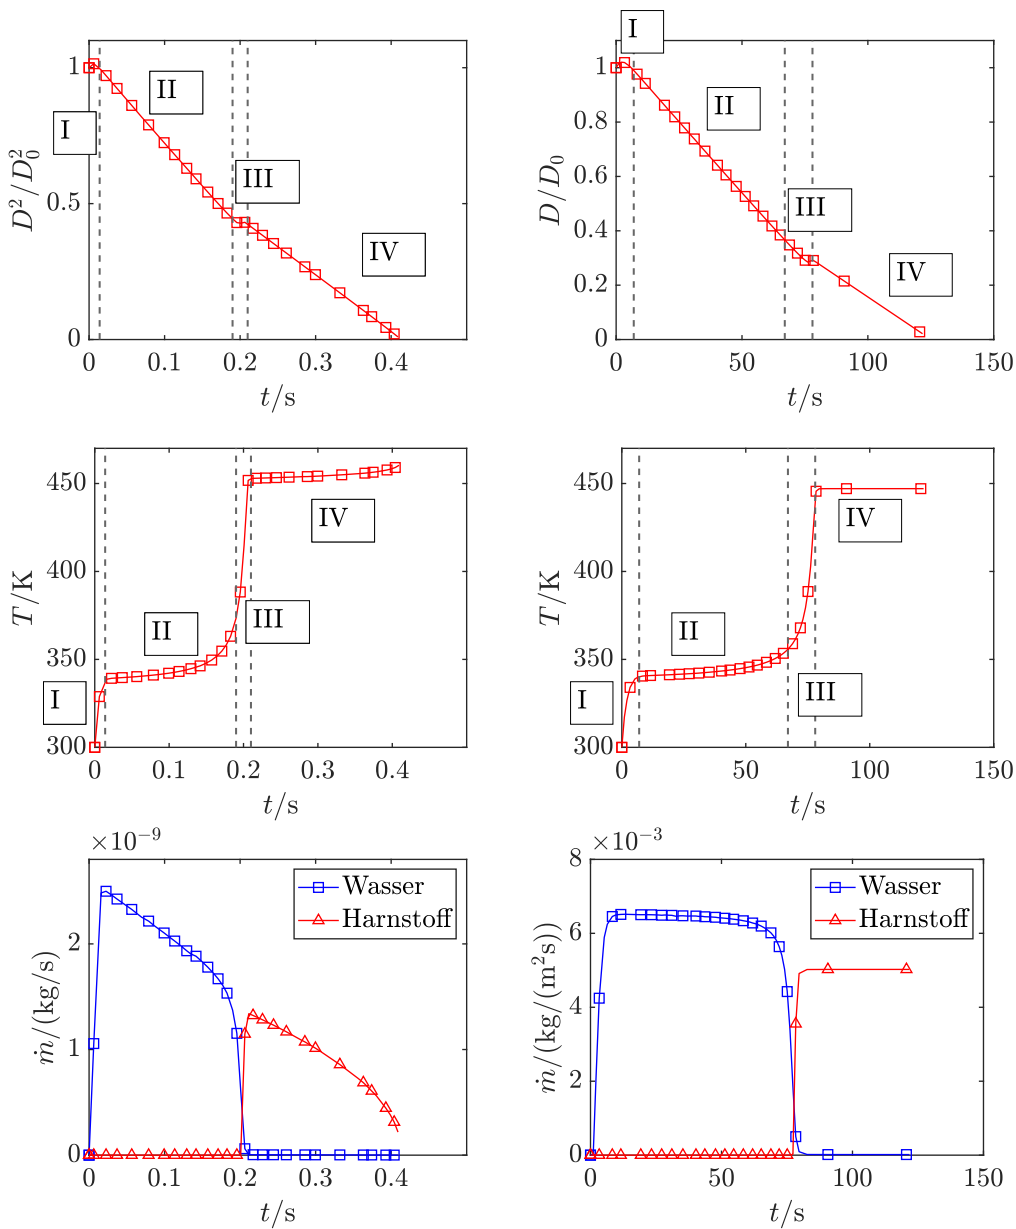 I
1
0.5
0
D²/D₀²
I
II
III
IV
0
0.1
0.2
0.3
0.4
t/s
1
0.8
0.6
0.4
0.2
0
D/D₀
II
III
IV
0
50
100
150
t/s
450
400
350
300
T/K
I
II
III
IV
0
0.1
0.2
0.3
0.4
t/s
450
400
350
300
T/K
I
II
III
IV
0
50
100
150
t/s
×10⁻⁹
2
1
0
ṁ/(kg/s)
Wasser
Harnstoff
0
0.1
0.2
0.3
0.4
t/s
×10⁻³
8
6
4
2
0
ṁ/(kg/(m²s))
Wasser
Harnstoff
0
50
100
150
t/s